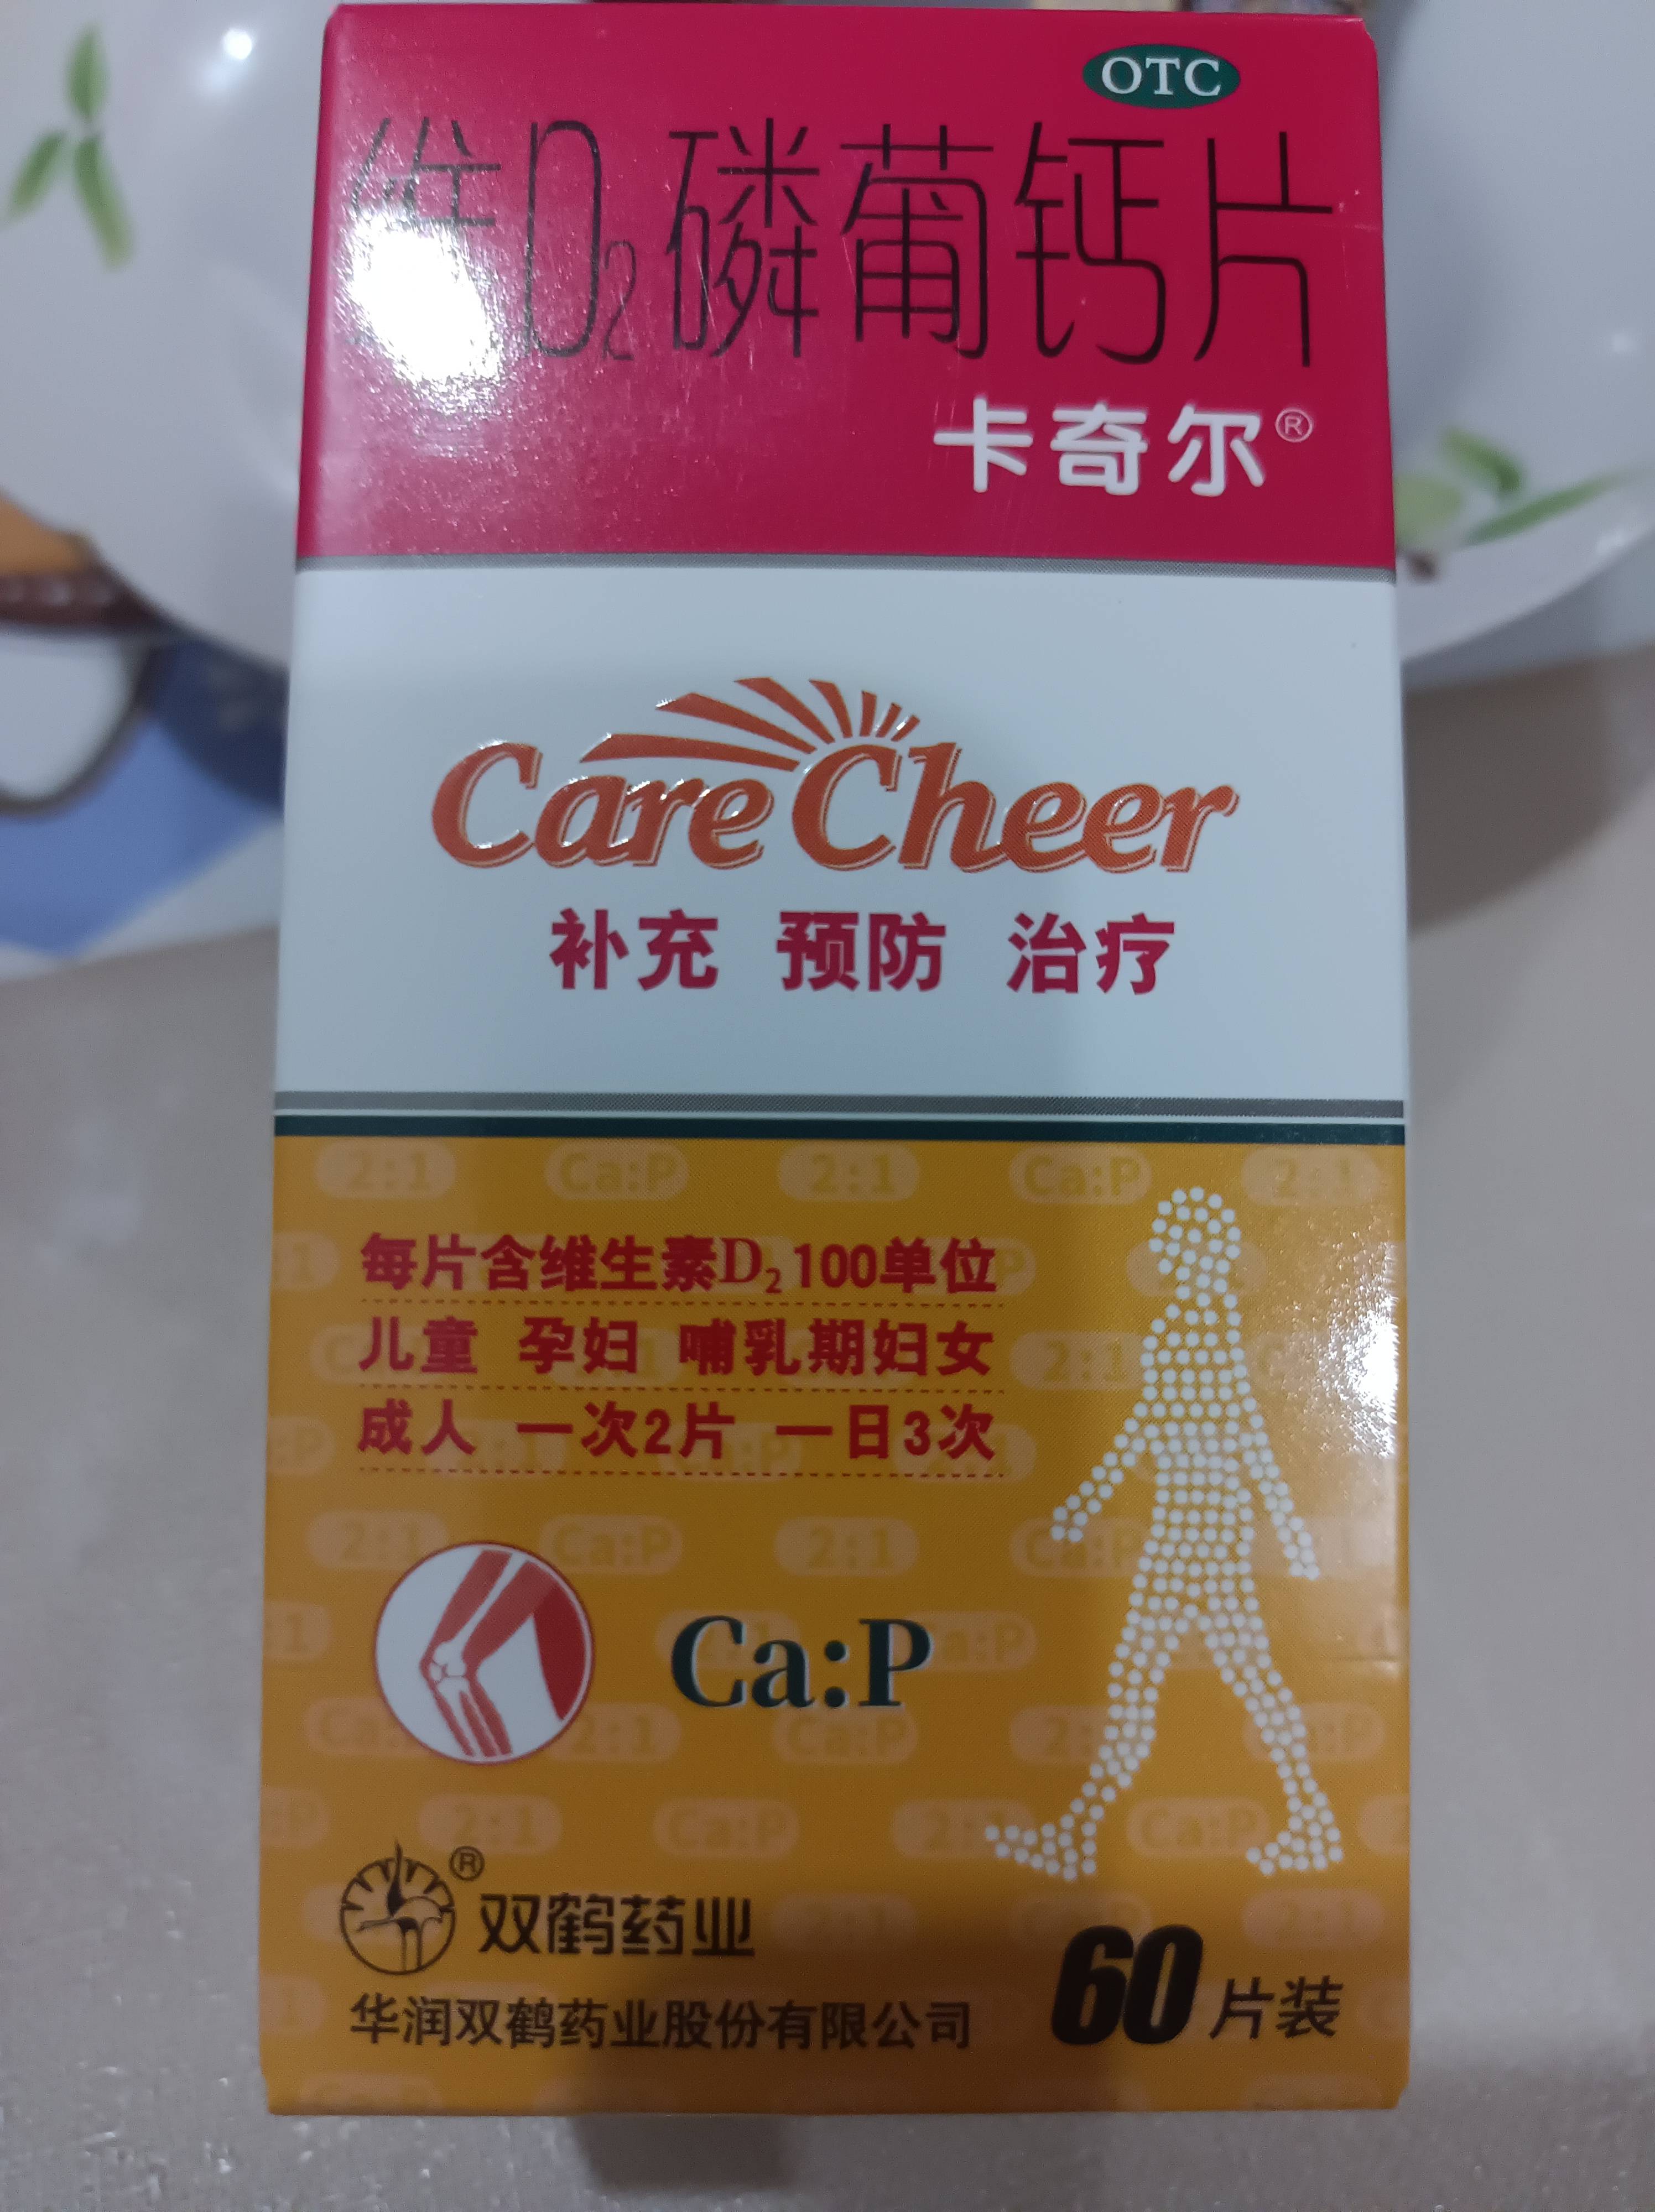 OTC
维D₂磷葡钙片
卡奇尔®
Care Cheer
补充 预防 治疗
每片含维生素D₂100单位
儿童 孕妇 哺乳期妇女
成人 一次2片 一日3次
Ca:P
® 双鹤药业
华润双鹤药业股份有限公司
60片装